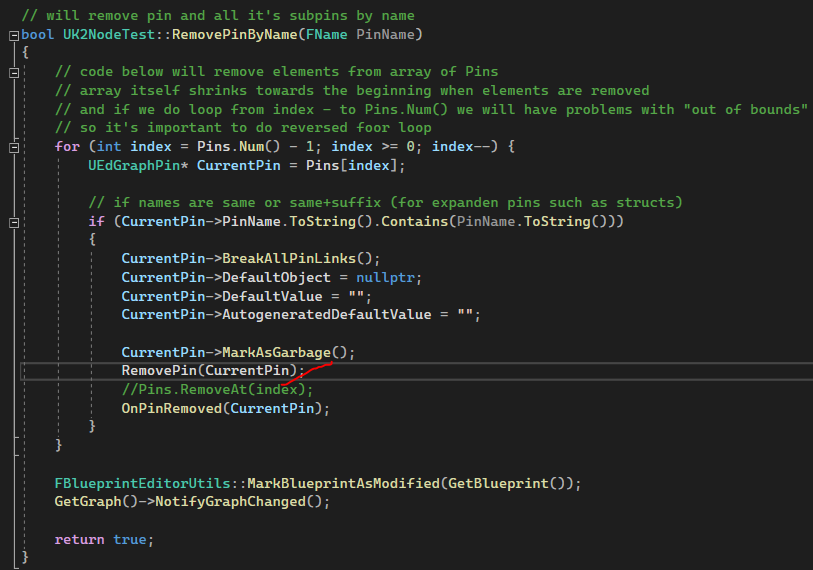 // will remove pin and all it's subpins by name
bool UK2NodeTest::RemovePinByName(FName PinName)
{
// code below will remove elements from array of Pins
// array itself shrinks towards the beginning when elements are removed
// and if we do loop from index - to Pins.Num() we will have problems with "out of bounds"
// so it's important to do reversed foor loop
for (int index = Pins.Num() - 1; index >= 0; index--) {
UEdGraphPin* CurrentPin = Pins[index];
// if names are same or same+suffix (for expanden pins such as structs)
if (CurrentPin->PinName.ToString().Contains(PinName.ToString()))
{
CurrentPin->BreakAllPinLinks();
CurrentPin->DefaultObject = nullptr;
CurrentPin->DefaultValue = "";
CurrentPin->AutogeneratedDefaultValue = "";
CurrentPin->MarkAsGarbage();
RemovePin(CurrentPin);
//Pins.RemoveAt(index);
OnPinRemoved(CurrentPin);
}
}
FBlueprintEditorUtils::MarkBlueprintAsModified(GetBlueprint());
GetGraph()->NotifyGraphChanged();
return true;
}